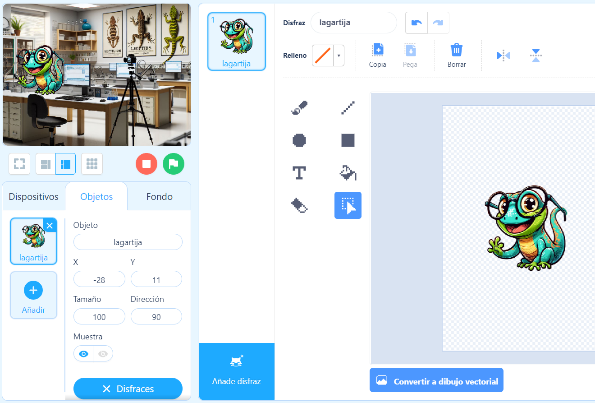 Dispositivos
Objetos
Fondo
lagartija
Añadir
Objeto
lagartija
X
Y
-28
11
Tamaño
Dirección
100
90
Muestra
Disfraces
1
lagartija
Añade disfraz
Disfraz
lagartija
Relleno
Copia
Pega
Borrar
T
Convertir a dibujo vectorial